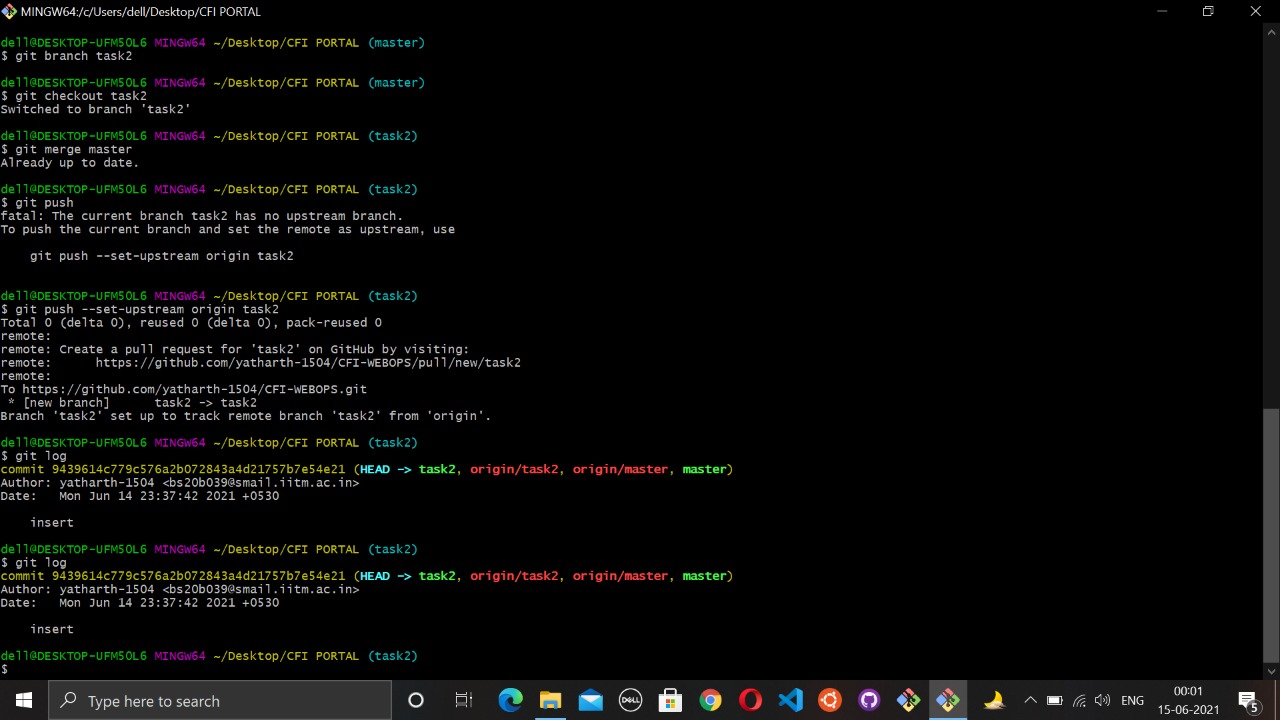 MINGW64:/c/Users/dell/Desktop/CFI PORTAL
dell@DESKTOP-UFM5OL6 MINGW64 ~/Desktop/CFI PORTAL (master)
$ git branch task2
dell@DESKTOP-UFM5OL6 MINGW64 ~/Desktop/CFI PORTAL (master)
$ git checkout task2
Switched to branch 'task2'
dell@DESKTOP-UFM5OL6 MINGW64 ~/Desktop/CFI PORTAL (task2)
$ git merge master
Already up to date.
dell@DESKTOP-UFM5OL6 MINGW64 ~/Desktop/CFI PORTAL (task2)
$ git push
fatal: The current branch task2 has no upstream branch.
To push the current branch and set the remote as upstream, use
git push --set-upstream origin task2
dell@DESKTOP-UFM5OL6 MINGW64 ~/Desktop/CFI PORTAL (task2)
$ git push --set-upstream origin task2
Total 0 (delta 0), reused 0 (delta 0), pack-reused 0
remote:
remote: Create a pull request for 'task2' on GitHub by visiting:
remote:      https://github.com/yatharth-1504/CFI-WEBOPS/pull/new/task2
remote:
To https://github.com/yatharth-1504/CFI-WEBOPS.git
* [new branch]      task2 -> task2
Branch 'task2' set up to track remote branch 'task2' from 'origin'.
dell@DESKTOP-UFM5OL6 MINGW64 ~/Desktop/CFI PORTAL (task2)
$ git log
commit 9439614c779c576a2b072843a4d21757b7e54e21 (HEAD -> task2, origin/task2, origin/master, master)
Author: yatharth-1504 <bs20b039@smail.iitm.ac.in>
Date:   Mon Jun 14 23:37:42 2021 +0530
insert
dell@DESKTOP-UFM5OL6 MINGW64 ~/Desktop/CFI PORTAL (task2)
$ git log
commit 9439614c779c576a2b072843a4d21757b7e54e21 (HEAD -> task2, origin/task2, origin/master, master)
Author: yatharth-1504 <bs20b039@smail.iitm.ac.in>
Date:   Mon Jun 14 23:37:42 2021 +0530
insert
dell@DESKTOP-UFM5OL6 MINGW64 ~/Desktop/CFI PORTAL (task2)
$
Type here to search
DELL
ENG
00:01
15-06-2021
5